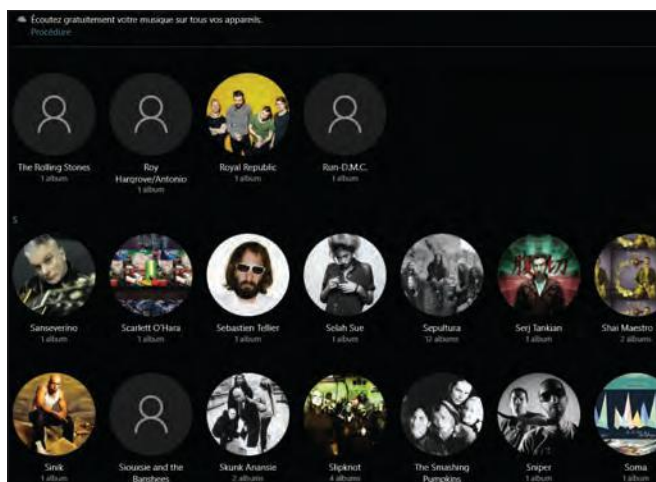 Écoutez gratuitement votre musique sur tous vos appareils.
Procédure
The Rolling Stones
1 album
Roy
Hargrove/Antonio
1 album
Royal Republic
1 album
Run-D.M.C.
1 album
S
Sanseverino
1 album
Scarlett O'Hara
1 album
Sebastien Tellier
1 album
Selah Sue
1 album
Sepultura
12 albums
Serj Tankian
1 album
Shai Maestro
2 albums
Sinik
1 album
Siouxsie and the
Banshees
Skunk Anansie
2 albums
Slipknot
4 albums
The Smashing
Pumpkins
Sniper
1 album
Soma
1 album